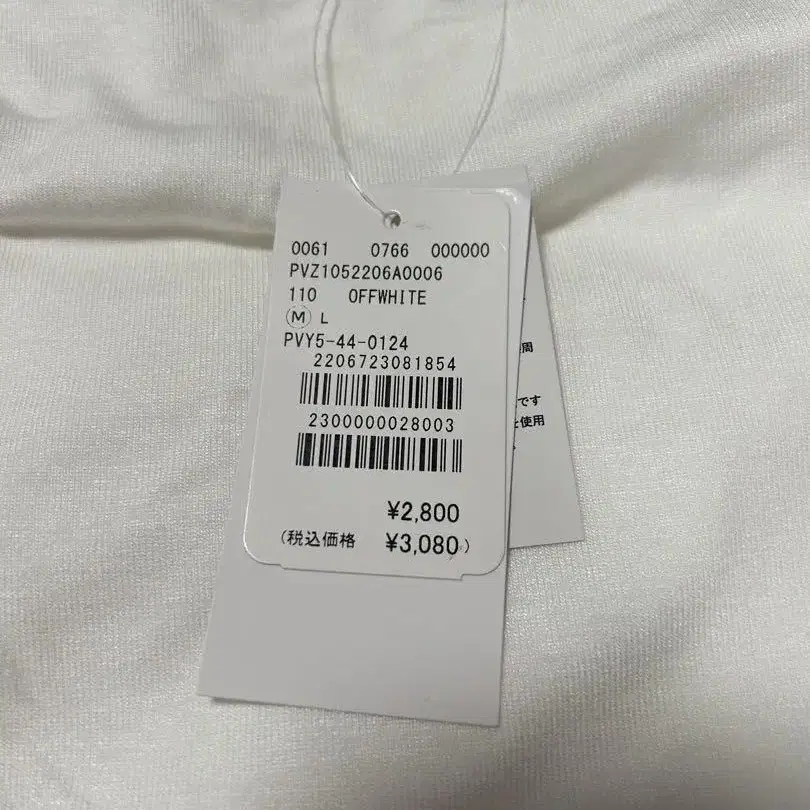 0061 0766 000000
PVZ1052206A0006
110 OFFWHITE
M L
PVY5-44-0124
2206723081854
2300000028003
¥2,800
(税込価格 ¥3,080)
周
です
を使用